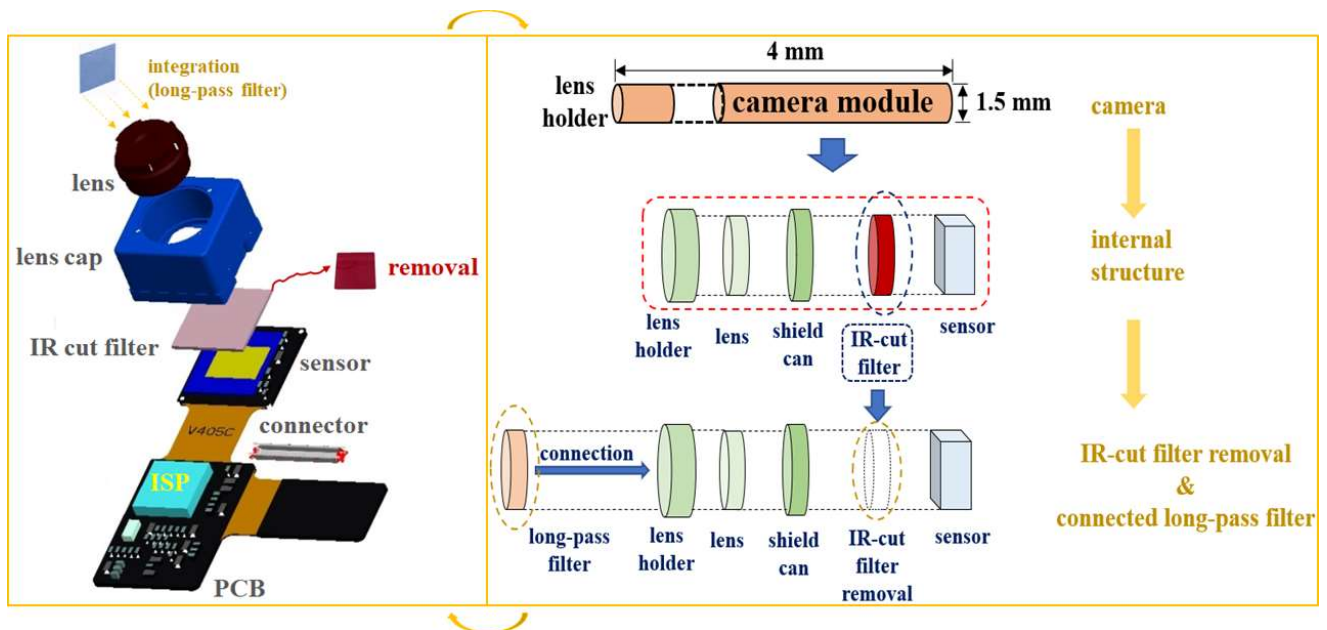 integration
(long-pass filter)
lens
lens cap
removal
IR cut filter
sensor
V405C
connector
ISP
PCB
4 mm
lens
holder
camera module
1.5 mm
camera
lens
holder
lens
shield
can
IR-cut
filter
sensor
internal
structure
connection
long-pass
filter
lens
holder
lens
shield
can
IR-cut
filter
removal
sensor
IR-cut filter removal
&
connected long-pass filter